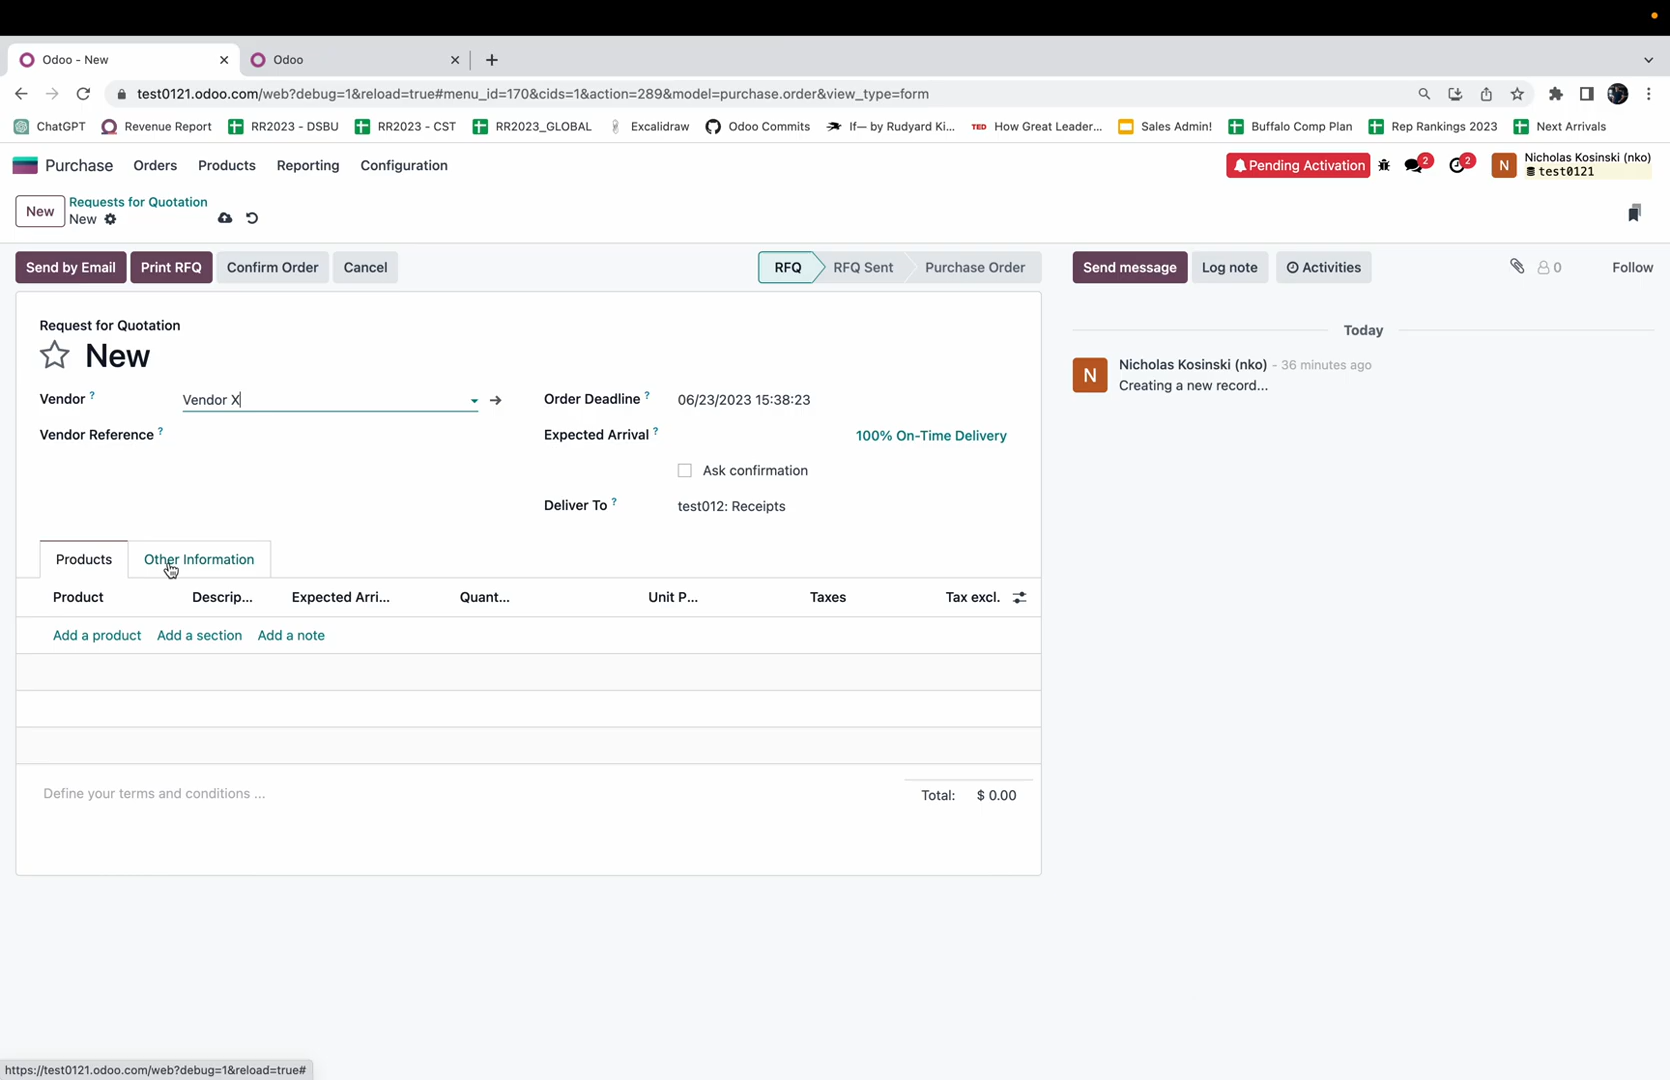 Odoo - New
Odoo
test0121.odoo.com/web?debug=1&reload=true#menu_id=170&cids=1&action=289&model=purchase.order&view_type=form
ChatGPT Revenue Report RR2023 - DSBU RR2023 - CST RR2023_GLOBAL Excalidraw Odoo Commits If— by Rudyard Ki... TED How Great Leader... Sales Admin! Buffalo Comp Plan Rep Rankings 2023 Next Arrivals
Purchase Orders Products Reporting Configuration
Pending Activation 2 2 N Nicholas Kosinski (nko)
test0121
New Requests for Quotation
New
Send by Email Print RFQ Confirm Order Cancel RFQ RFQ Sent Purchase Order
Send message Log note Activities 0 Follow
Request for Quotation
New
Vendor ? Vendor X
Order Deadline ? 06/23/2023 15:38:23
Vendor Reference ?
Expected Arrival ? 100% On-Time Delivery
Ask confirmation
Deliver To ? test012: Receipts
Today
N Nicholas Kosinski (nko) - 36 minutes ago
Creating a new record...
Products Other Information
Product Descrip... Expected Arri... Quant... Unit P... Taxes Tax excl.
Add a product Add a section Add a note
Define your terms and conditions ...
Total: $ 0.00
https://test0121.odoo.com/web?debug=1&reload=true#